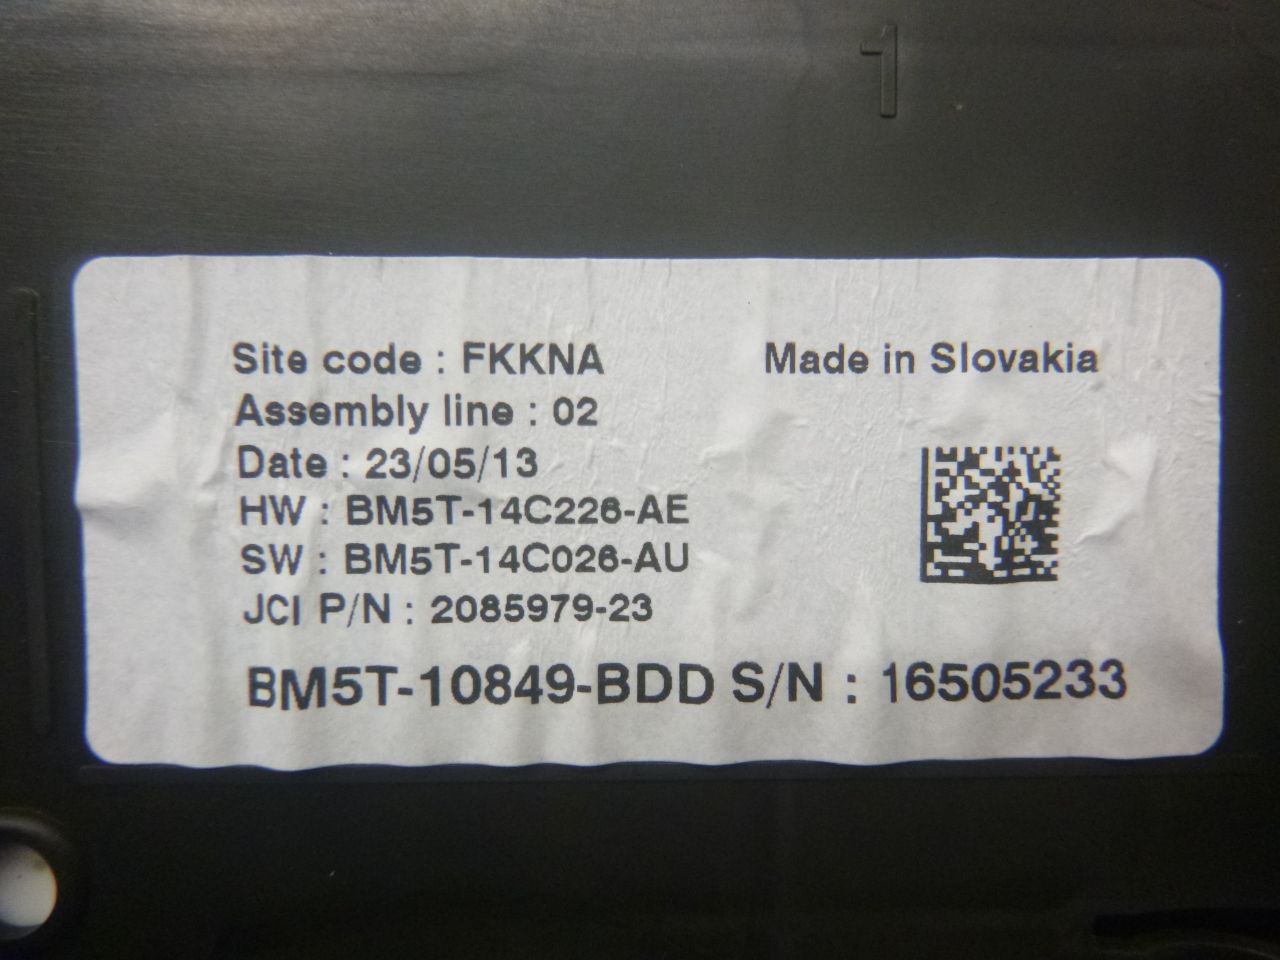 1
Site code : FKKNA
Made in Slovakia
Assembly line : 02
Date : 23/05/13
HW : BM5T-14C226-AE
SW : BM5T-14C026-AU
JCI P/N : 2085979-23
BM5T-10849-BDD S/N : 16505233